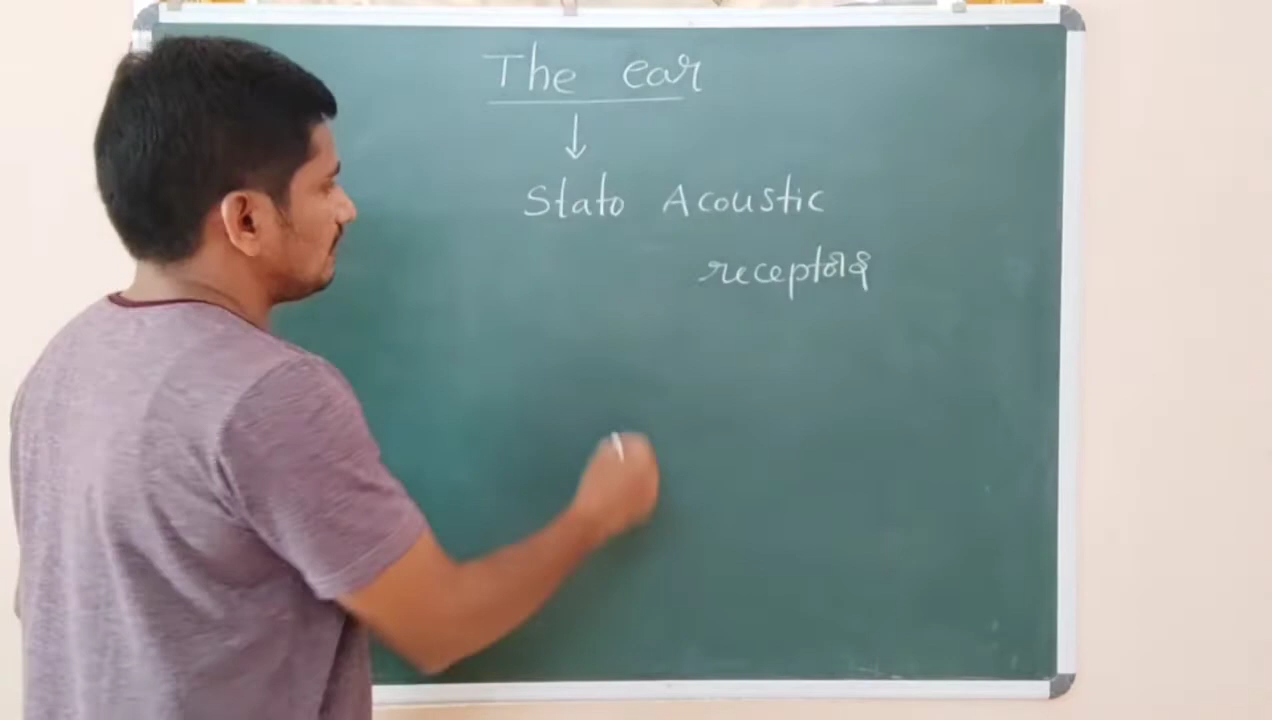 The ear
↓
Stato Acoustic
receptors